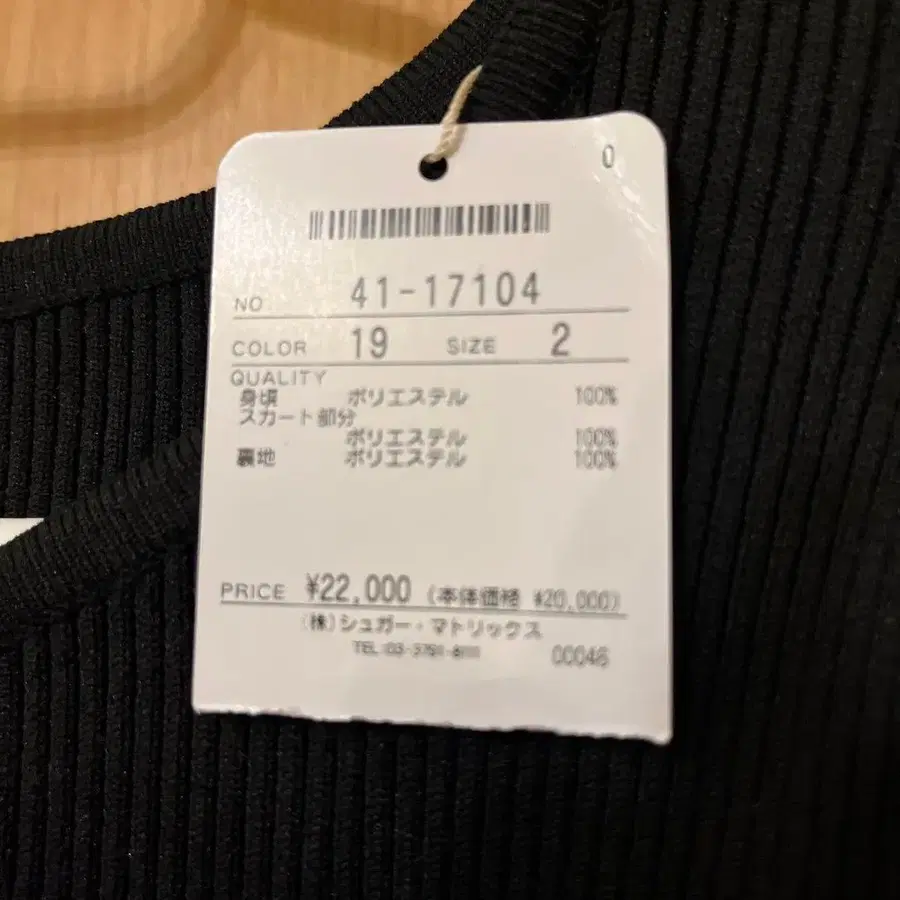 0
NO. 41-17104
COLOR 19 SIZE 2
QUALITY
身頃 ポリエステル 100%
スカート部分
ポリエステル 100%
裏地 ポリエステル 100%
PRICE ¥22,000 (本体価格 ¥20,000)
(株)シュガー・マトリックス
TEL:03-
00046